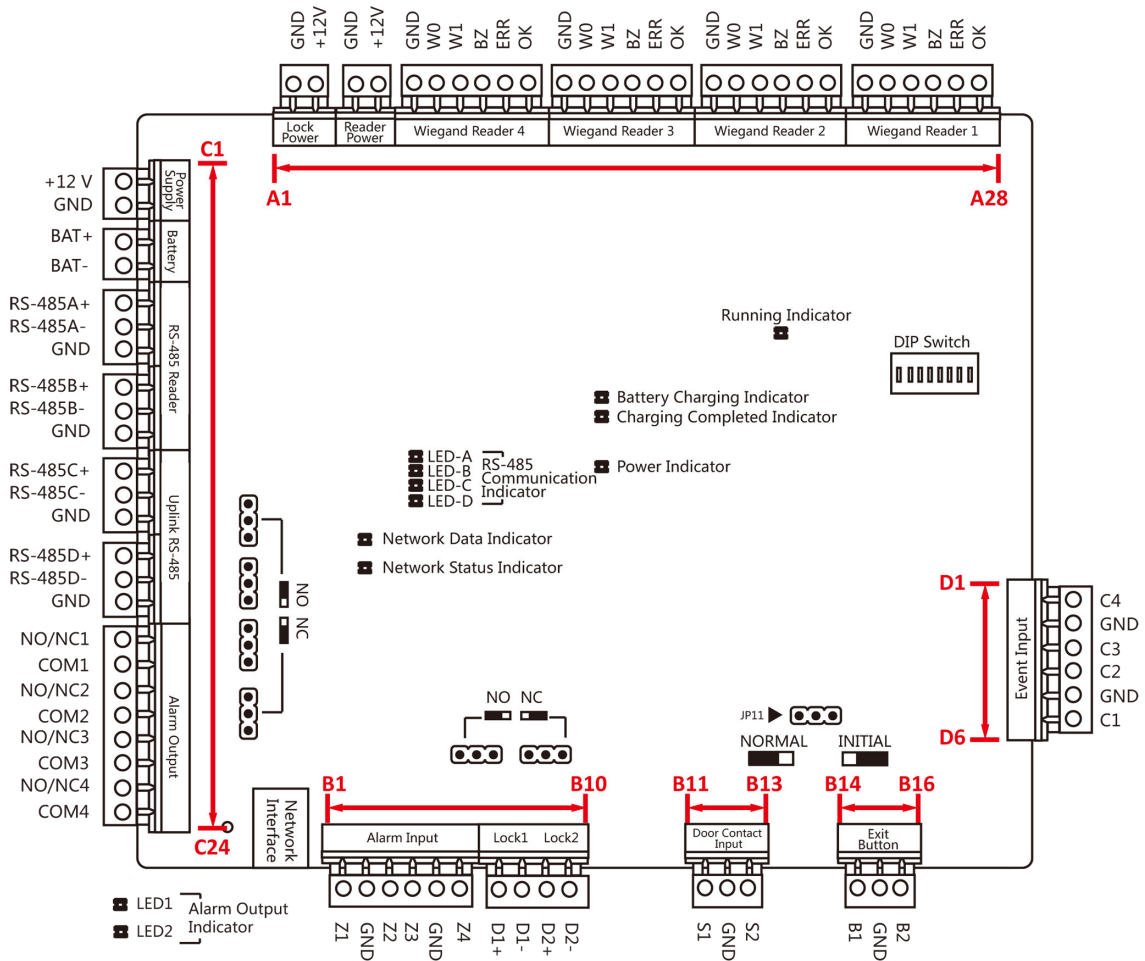 GND +12V GND +12V GND W0 W1 BZ ERR OK GND W0 W1 BZ ERR OK GND W0 W1 BZ ERR OK GND W0 W1 BZ ERR OK
Lock Power
Reader Power
Wiegand Reader 4
Wiegand Reader 3
Wiegand Reader 2
Wiegand Reader 1
A1
A28
C1
+12 V
GND
Power Supply
BAT+
BAT-
Battery
RS-485A+
RS-485A-
GND
RS-485B+
RS-485B-
GND
RS-485 Reader
RS-485C+
RS-485C-
GND
RS-485D+
RS-485D-
GND
Uplink RS-485
NO/NC1
COM1
NO/NC2
COM2
NO/NC3
COM3
NO/NC4
COM4
Alarm Output
C24
Running Indicator
DIP Switch
Battery Charging Indicator
Charging Completed Indicator
Power Indicator
LED-A
LED-B
LED-C
LED-D
RS-485
Communication
Indicator
Network Data Indicator
Network Status Indicator
NO
NC
NO NC
JP11
NORMAL
INITIAL
D1
D6
Event Input
C4
GND
C3
C2
GND
C1
Network
Interface
B1
B10
B11
B13
B14
B16
Alarm Input
Lock1
Lock2
Door Contact
Input
Exit
Button
Z1 GND Z2 Z3 GND Z4 D1+ D1- D2+ D2- S1 GND S2 B1 GND B2
LED1
LED2
Alarm Output
Indicator